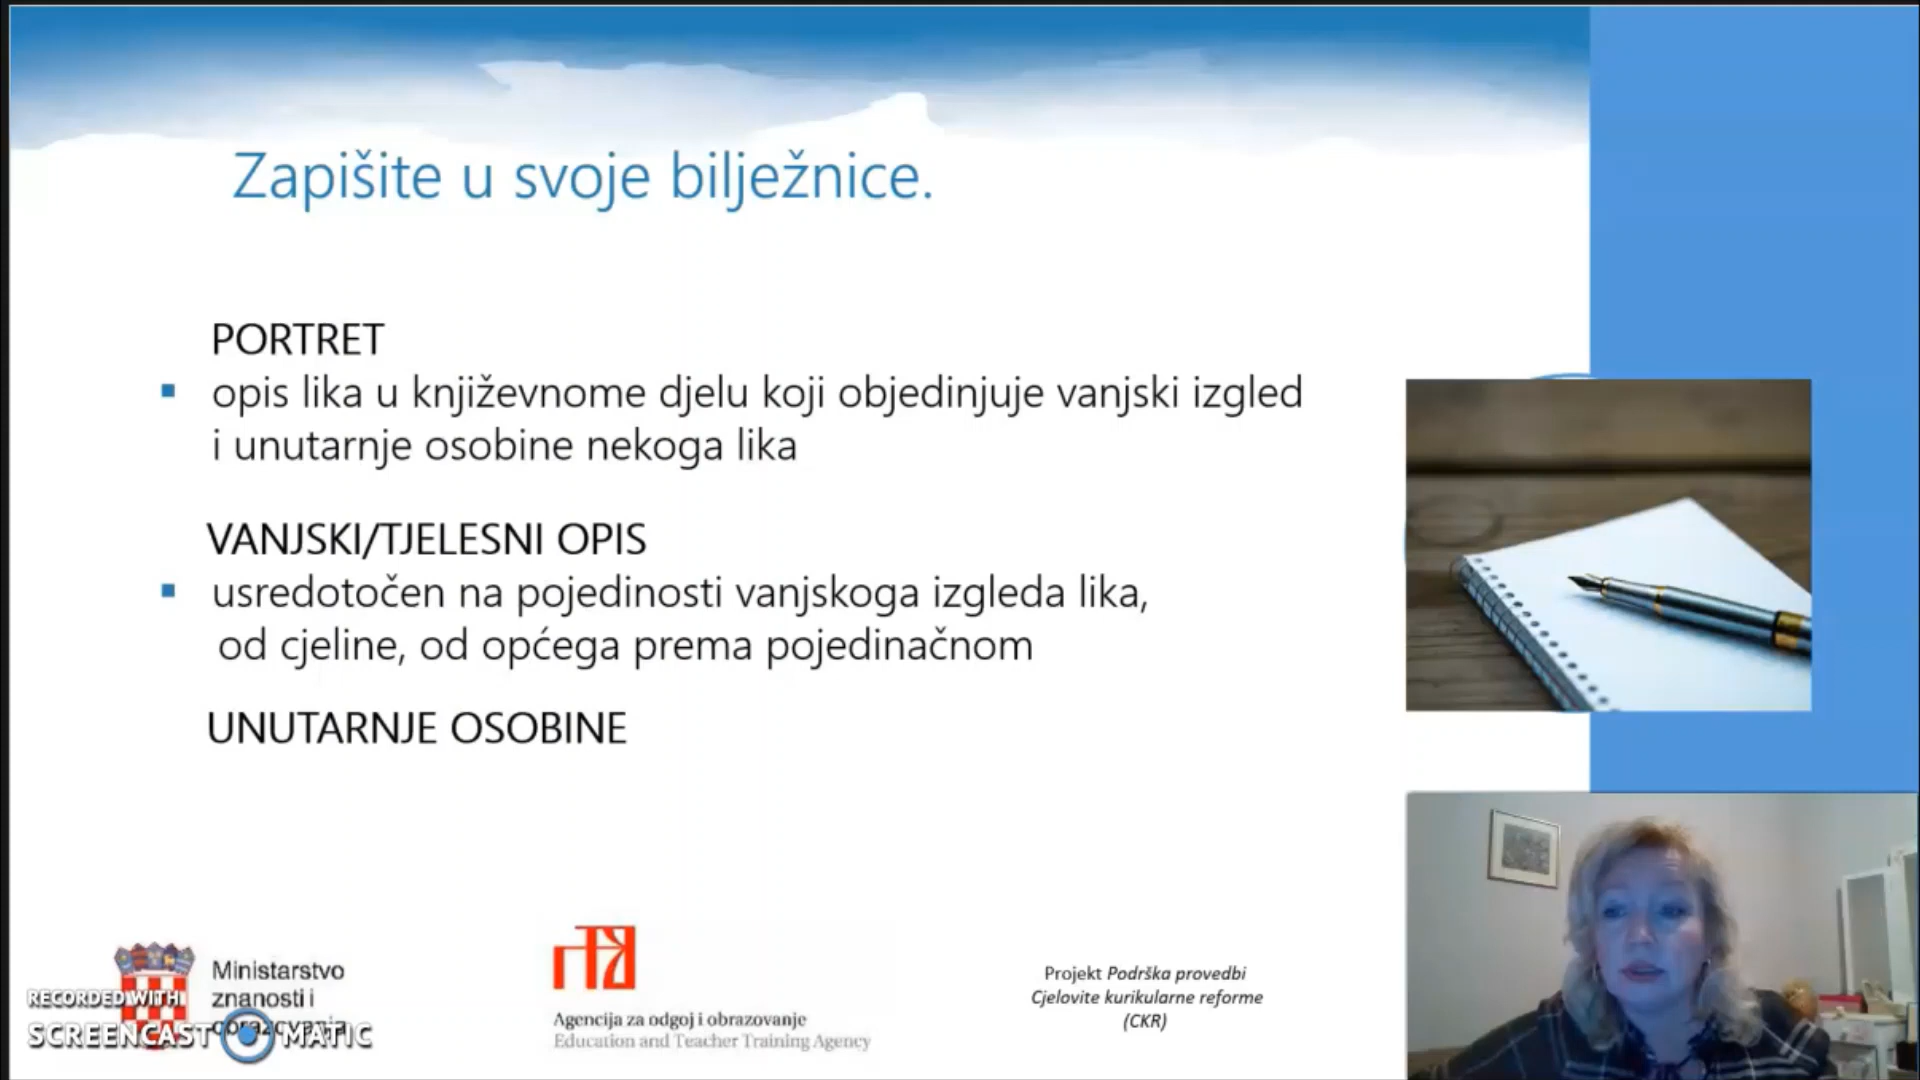 Zapišite u svoje bilježnice.
PORTRET
▪ opis lika u književnome djelu koji objedinjuje vanjski izgled
i unutarnje osobine nekoga lika
VANJSKI/TJELESNI OPIS
▪ usredotočen na pojedinosti vanjskoga izgleda lika,
od cjeline, od općega prema pojedinačnom
UNUTARNJE OSOBINE
Ministarstvo
znanosti i
obrazovanja
RECORDED WITH
SCREENCAST MATIC
Agencija za odgoj i obrazovanje
Education and Teacher Training Agency
Projekt Podrška provedbi
Cjelovite kurikularne reforme
(CKR)